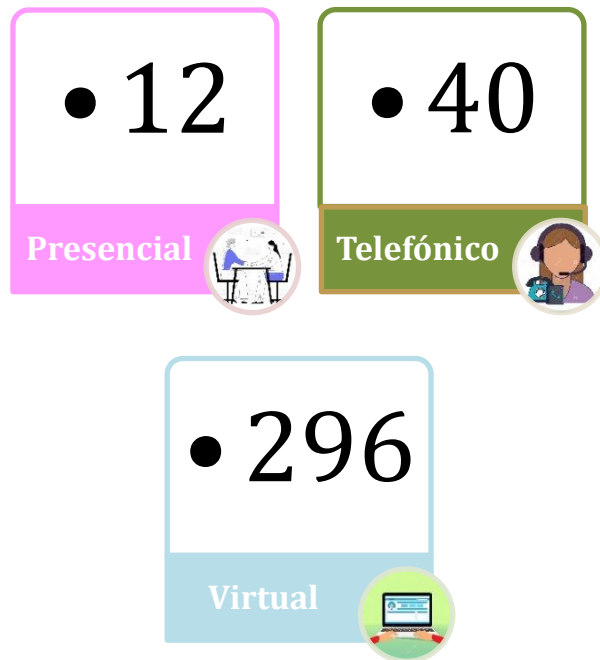 • 12
• 40
Presencial
Telefónico
• 296
Virtual